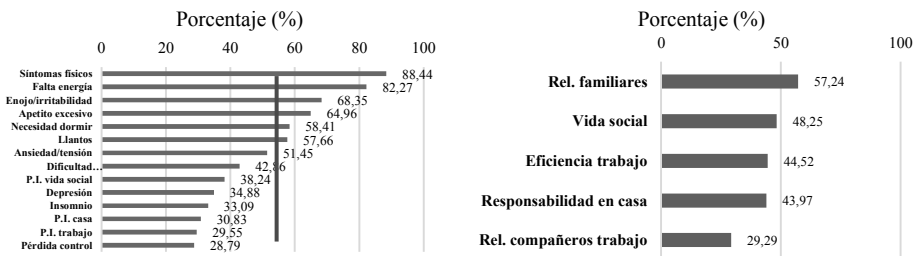 Porcentaje (%)
0 20 40 60 80 100
Síntomas físicos 88,44
Falta energía 82,27
Enojo/irritabilidad 68,35
Apetito excesivo 64,96
Necesidad dormir 58,41
Llantos 57,66
Ansiedad/tensión 51,45
Dificultad... 42,86
P.I. vida social 38,24
Depresión 34,88
Insomnio 33,09
P.I. casa 30,83
P.I. trabajo 29,55
Pérdida control 28,79
Porcentaje (%)
0 50 100
Rel. familiares 57,24
Vida social 48,25
Eficiencia trabajo 44,52
Responsabilidad en casa 43,97
Rel. compañeros trabajo 29,29